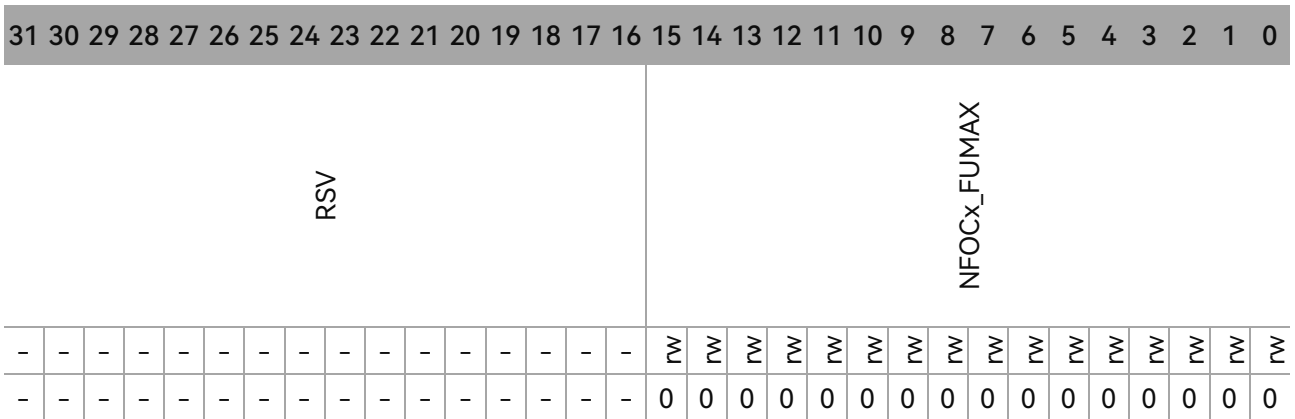 31 30 29 28 27 26 25 24 23 22 21 20 19 18 17 16 15 14 13 12 11 10 9 8 7 6 5 4 3 2 1 0
RSV NFOCx_FUMAX
– – – – – – – – – – – – – – – – rw rw rw rw rw rw rw rw rw rw rw rw rw rw rw rw
– – – – – – – – – – – – – – – – 0 0 0 0 0 0 0 0 0 0 0 0 0 0 0 0